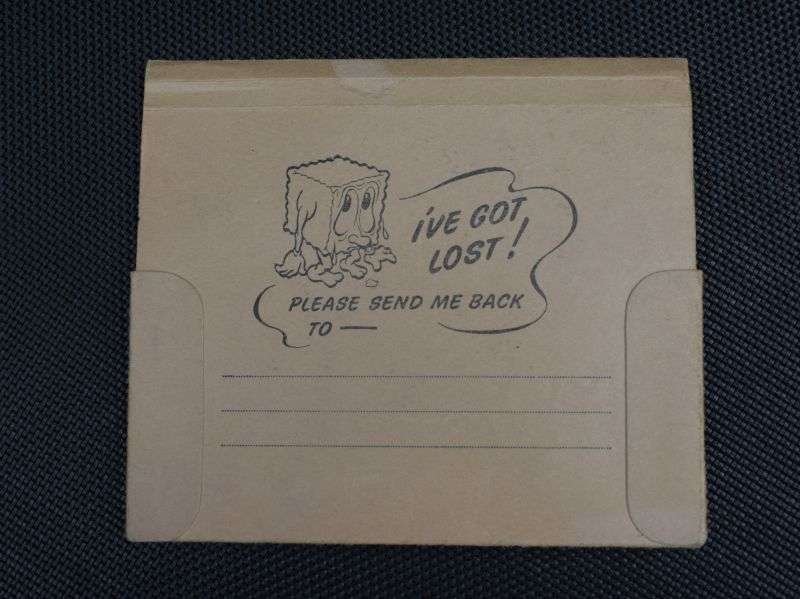 I'VE GOT
LOST!
PLEASE SEND ME BACK
TO —